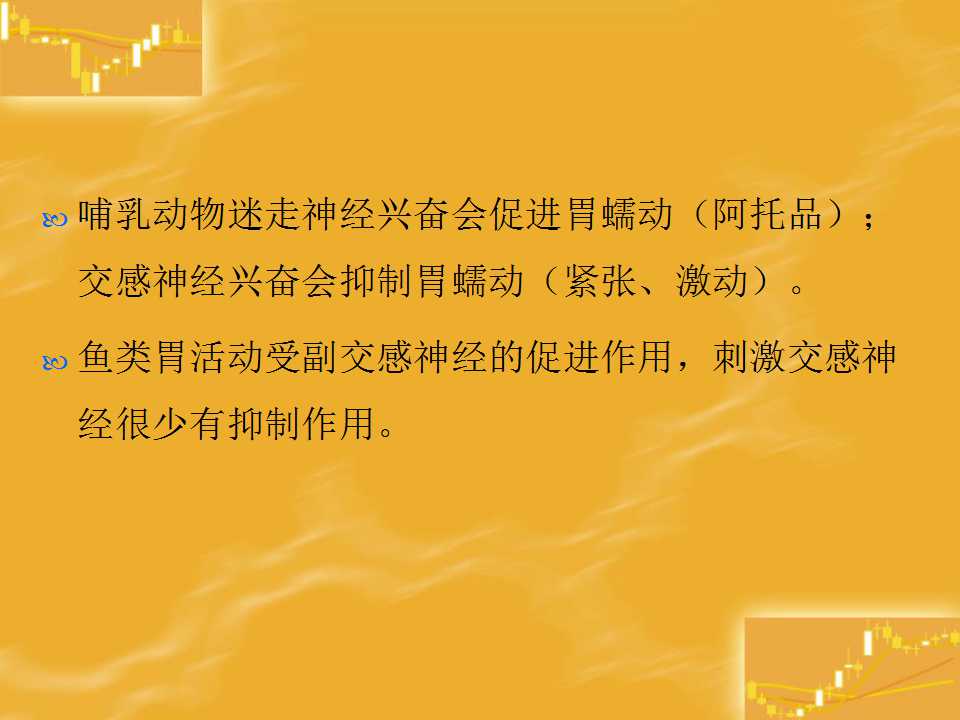 哺乳动物迷走神经兴奋会促进胃蠕动（阿托品）；
交感神经兴奋会抑制胃蠕动（紧张、激动）。
鱼类胃活动受副交感神经的促进作用，刺激交感神
经很少有抑制作用。